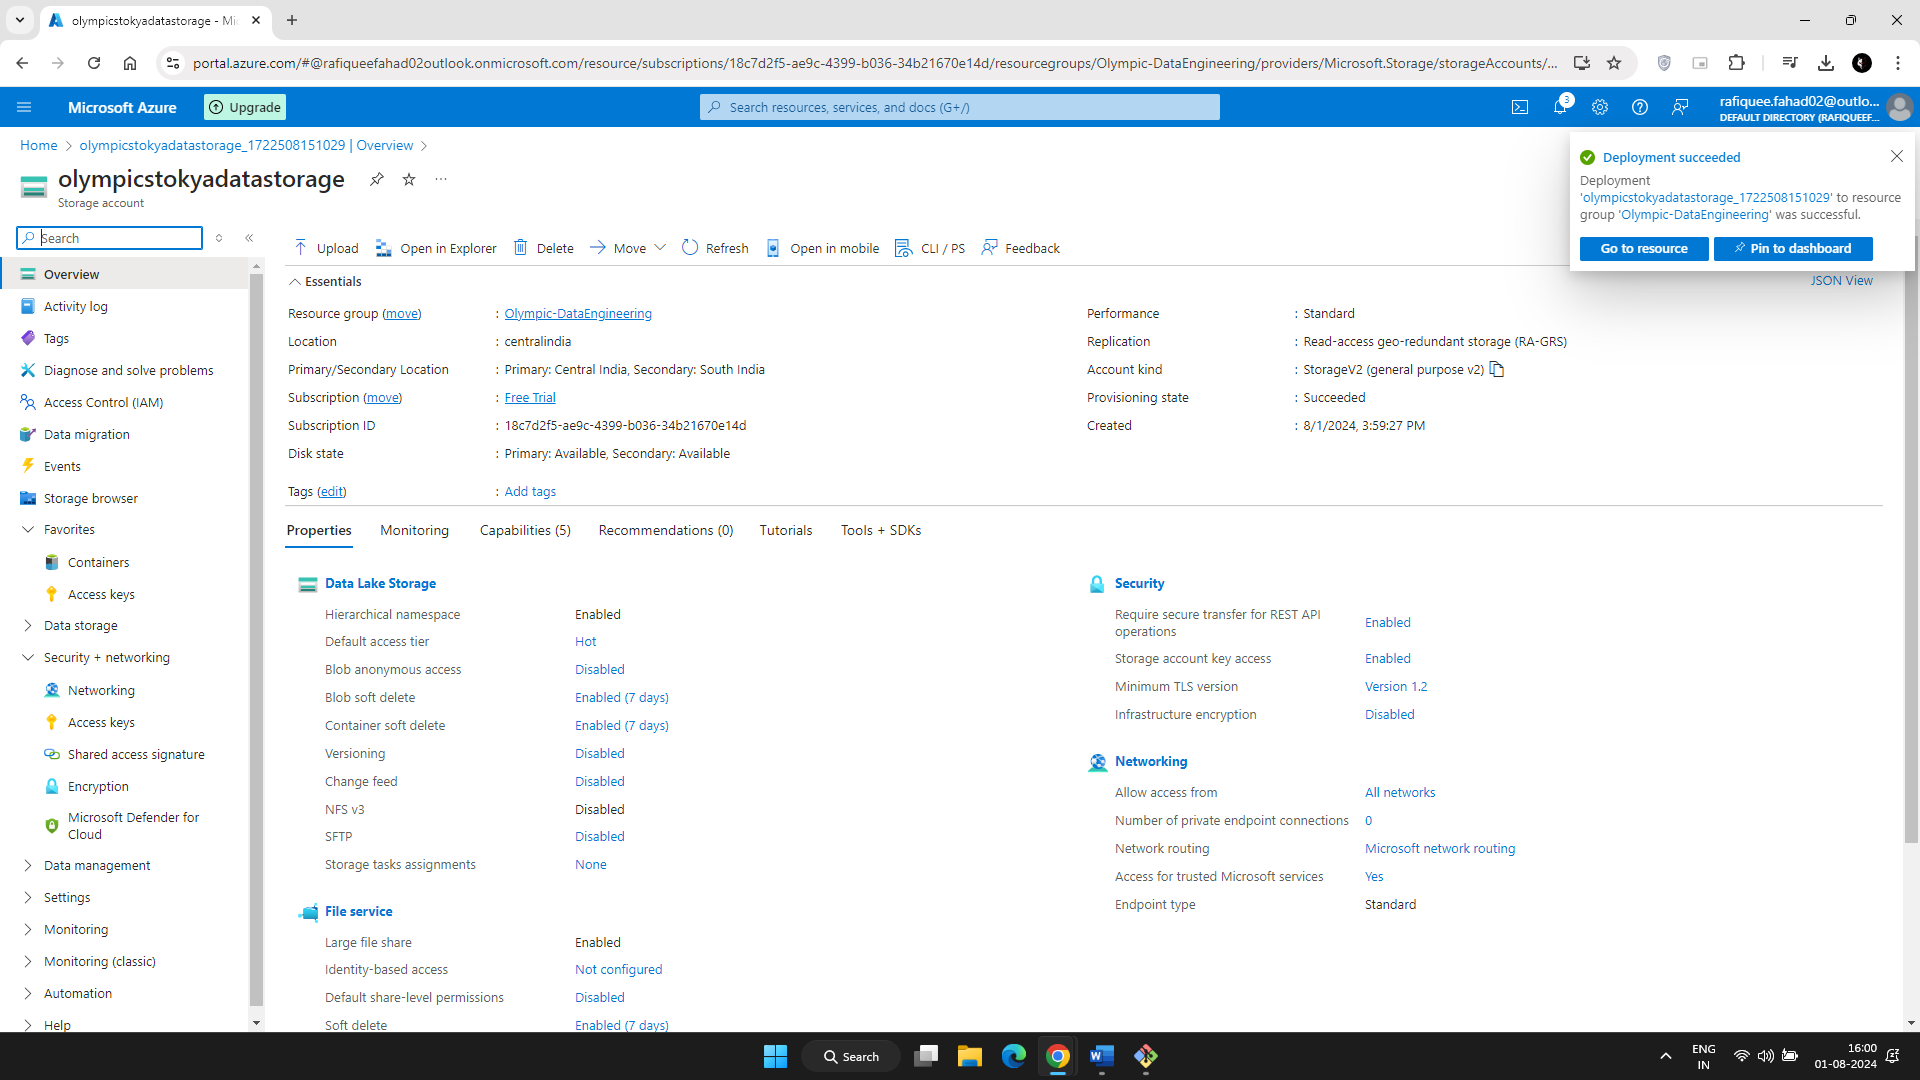 olympicstokyadatastorage - Mic
portal.azure.com/#@rafiqueefahad02outlook.onmicrosoft.com/resource/subscriptions/18c7d2f5-ae9c-4399-b036-34b21670e14d/resourcegroups/Olympic-DataEngineering/providers/Microsoft.Storage/storageAccounts/...
Microsoft Azure
Upgrade
Search resources, services, and docs (G+/)
3
rafiquee.fahad02@outlo...
DEFAULT DIRECTORY (RAFIQUEEF...
Home > olympicstokyadatastorage_1722508151029 | Overview >
olympicstokyadatastorage
Storage account
Deployment succeeded
Deployment
'olympicstokyadatastorage_1722508151029' to resource
group 'Olympic-DataEngineering' was successful.
Go to resource
Pin to dashboard
Search
Overview
Activity log
Tags
Diagnose and solve problems
Access Control (IAM)
Data migration
Events
Storage browser
Favorites
Containers
Access keys
Data storage
Security + networking
Networking
Access keys
Shared access signature
Encryption
Microsoft Defender for
Cloud
Data management
Settings
Monitoring
Monitoring (classic)
Automation
Help
Upload
Open in Explorer
Delete
Move
Refresh
Open in mobile
CLI / PS
Feedback
Essentials
JSON View
Resource group (move) : Olympic-DataEngineering
Location : centralindia
Primary/Secondary Location : Primary: Central India, Secondary: South India
Subscription (move) : Free Trial
Subscription ID : 18c7d2f5-ae9c-4399-b036-34b21670e14d
Disk state : Primary: Available, Secondary: Available
Tags (edit) : Add tags
Performance : Standard
Replication : Read-access geo-redundant storage (RA-GRS)
Account kind : StorageV2 (general purpose v2)
Provisioning state : Succeeded
Created : 8/1/2024, 3:59:27 PM
Properties
Monitoring
Capabilities (5)
Recommendations (0)
Tutorials
Tools + SDKs
Data Lake Storage
Hierarchical namespace Enabled
Default access tier Hot
Blob anonymous access Disabled
Blob soft delete Enabled (7 days)
Container soft delete Enabled (7 days)
Versioning Disabled
Change feed Disabled
NFS v3 Disabled
SFTP Disabled
Storage tasks assignments None
File service
Large file share Enabled
Identity-based access Not configured
Default share-level permissions Disabled
Soft delete Enabled (7 days)
Security
Require secure transfer for REST API
operations Enabled
Storage account key access Enabled
Minimum TLS version Version 1.2
Infrastructure encryption Disabled
Networking
Allow access from All networks
Number of private endpoint connections 0
Network routing Microsoft network routing
Access for trusted Microsoft services Yes
Endpoint type Standard
Search
ENG
IN
16:00
01-08-2024